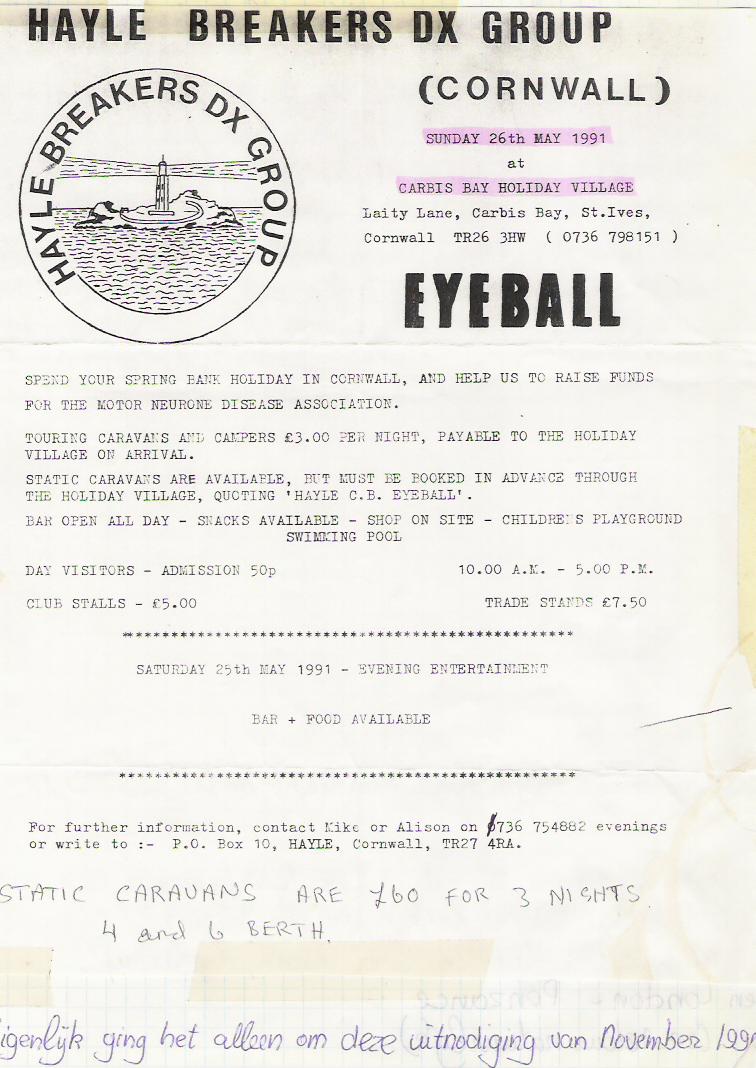 HAYLE BREAKERS DX GROUP
(CORNWALL)
HAYLE BREAKERS DX GROUP
SUNDAY 26th MAY 1991
at
CARBIS BAY HOLIDAY VILLAGE
Laity Lane, Carbis Bay, St.Ives,
Cornwall TR26 3HW ( 0736 798151 )
EYEBALL
SPEND YOUR SPRING BANK HOLIDAY IN CORNWALL, AND HELP US TO RAISE FUNDS
FOR THE MOTOR NEURONE DISEASE ASSOCIATION.
TOURING CARAVANS AND CAMPERS £3.00 PER NIGHT, PAYABLE TO THE HOLIDAY
VILLAGE ON ARRIVAL.
STATIC CARAVANS ARE AVAILABLE, BUT MUST BE BOOKED IN ADVANCE THROUGH
THE HOLIDAY VILLAGE, QUOTING 'HAYLE C.B. EYEBALL'.
BAR OPEN ALL DAY - SNACKS AVAILABLE - SHOP ON SITE - CHILDRENS PLAYGROUND
SWIMMING POOL
DAY VISITORS - ADMISSION 50p 10.00 A.M. - 5.00 P.M.
CLUB STALLS - £5.00 TRADE STANDS £7.50
**************************************************
SATURDAY 25th MAY 1991 - EVENING ENTERTAINMENT
BAR + FOOD AVAILABLE
**************************************************
For further information, contact Mike or Alison on 0736 754882 evenings
or write to :- P.O. Box 10, HAYLE, Cornwall, TR27 4RA.
STATIC CARAVANS ARE £60 FOR 3 NIGHTS.
4 and 6 BERTH.
London - Penzance
eigenlijk ging het alleen om deze uitnodiging van November